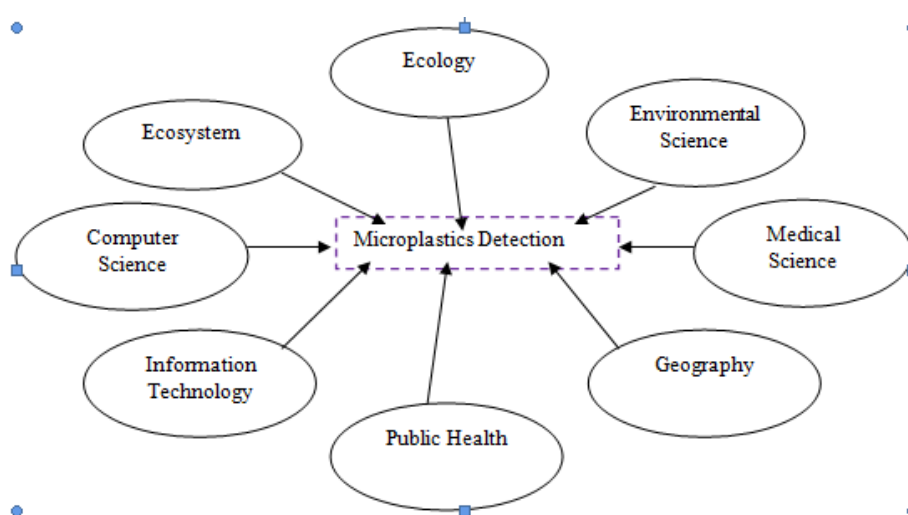 Ecology
Environmental
Science
Ecosystem
Microplastics Detection
Computer
Science
Medical
Science
Information
Technology
Geography
Public Health